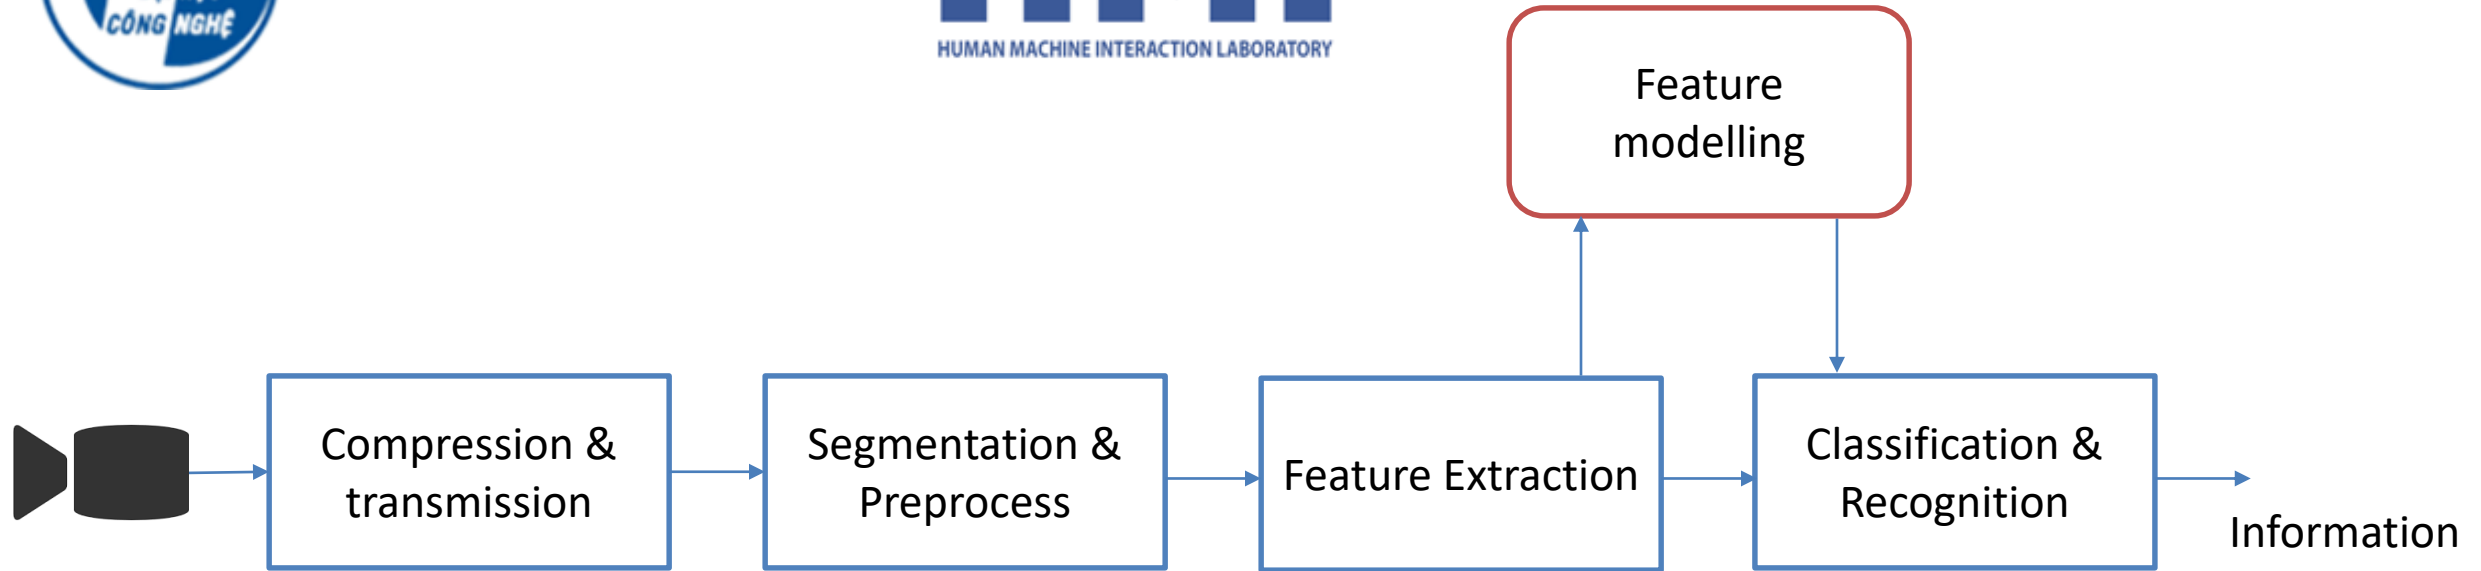 CÔNG NGHỆ
HUMAN MACHINE INTERACTION LABORATORY
Feature
modelling
Compression &
transmission
Segmentation &
Preprocess
Feature Extraction
Classification &
Recognition
Information